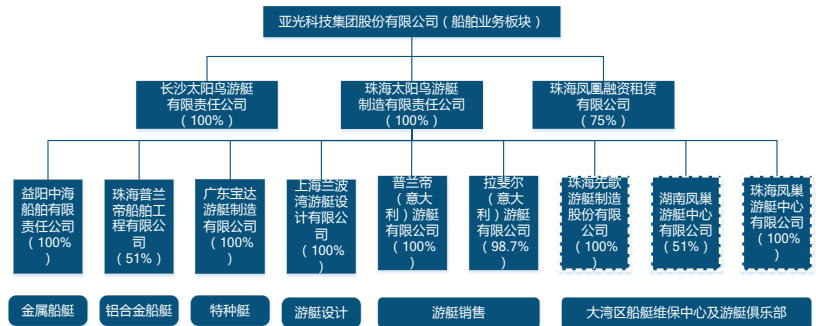 亚光科技集团股份有限公司（船舶业务板块）
长沙太阳鸟游艇
有限责任公司
（100%）
珠海太阳鸟游艇
制造有限责任公司
（100%）
珠海凤凰融资租赁
有限公司
（75%）
益阳中海
船舶有限
责任公司
（100%）
珠海普兰
帝船舶工
程有限公
司
（51%）
广东宝达
游艇制造
有限公司
（100%）
上海兰波
湾游艇设
计有限公
司
（100%）
普兰帝
（意大
利）游艇
有限公司
（100%）
拉斐尔
（意大
利）游艇
有限公司
（98.7%）
珠海先歌
游艇制造
股份有限
公司
（100%）
湖南凤巢
游艇中心
有限公司
（51%）
珠海凤巢
游艇中心
有限公司
（100%）
金属船艇
铝合金船艇
特种艇
游艇设计
游艇销售
大湾区船艇维保中心及游艇俱乐部